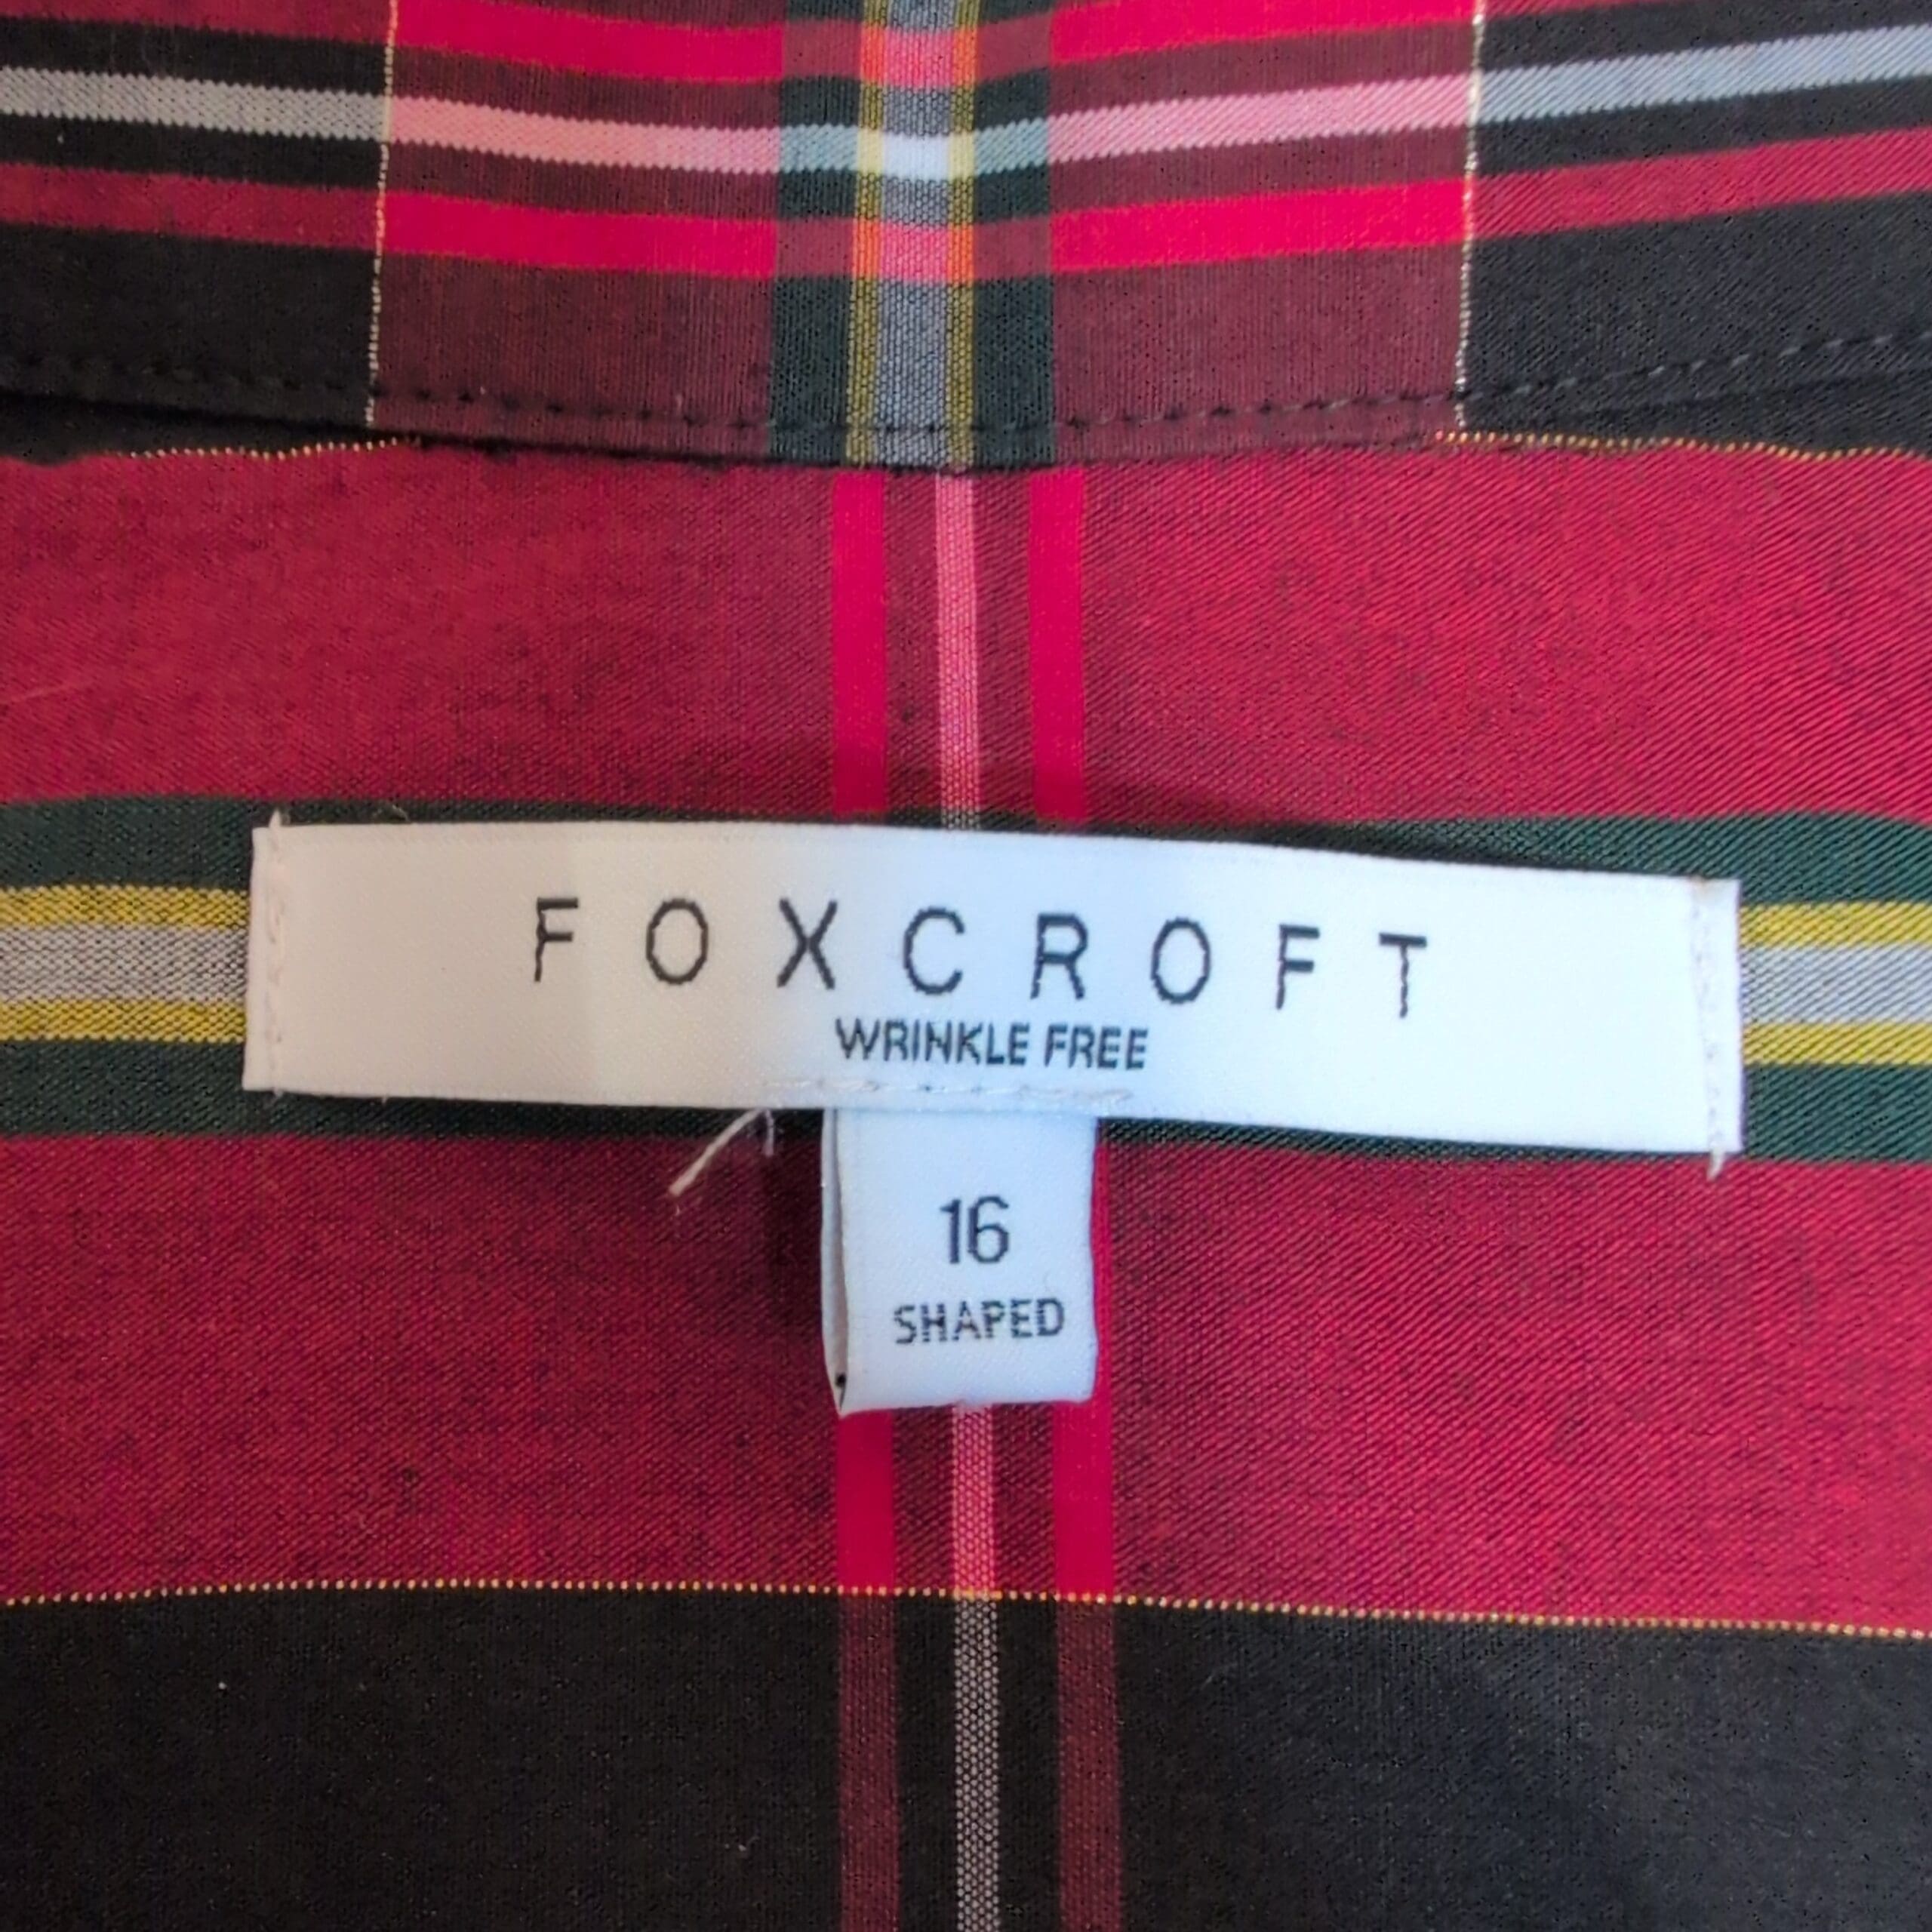 FOXCROFT
WRINKLE FREE
16
SHAPED